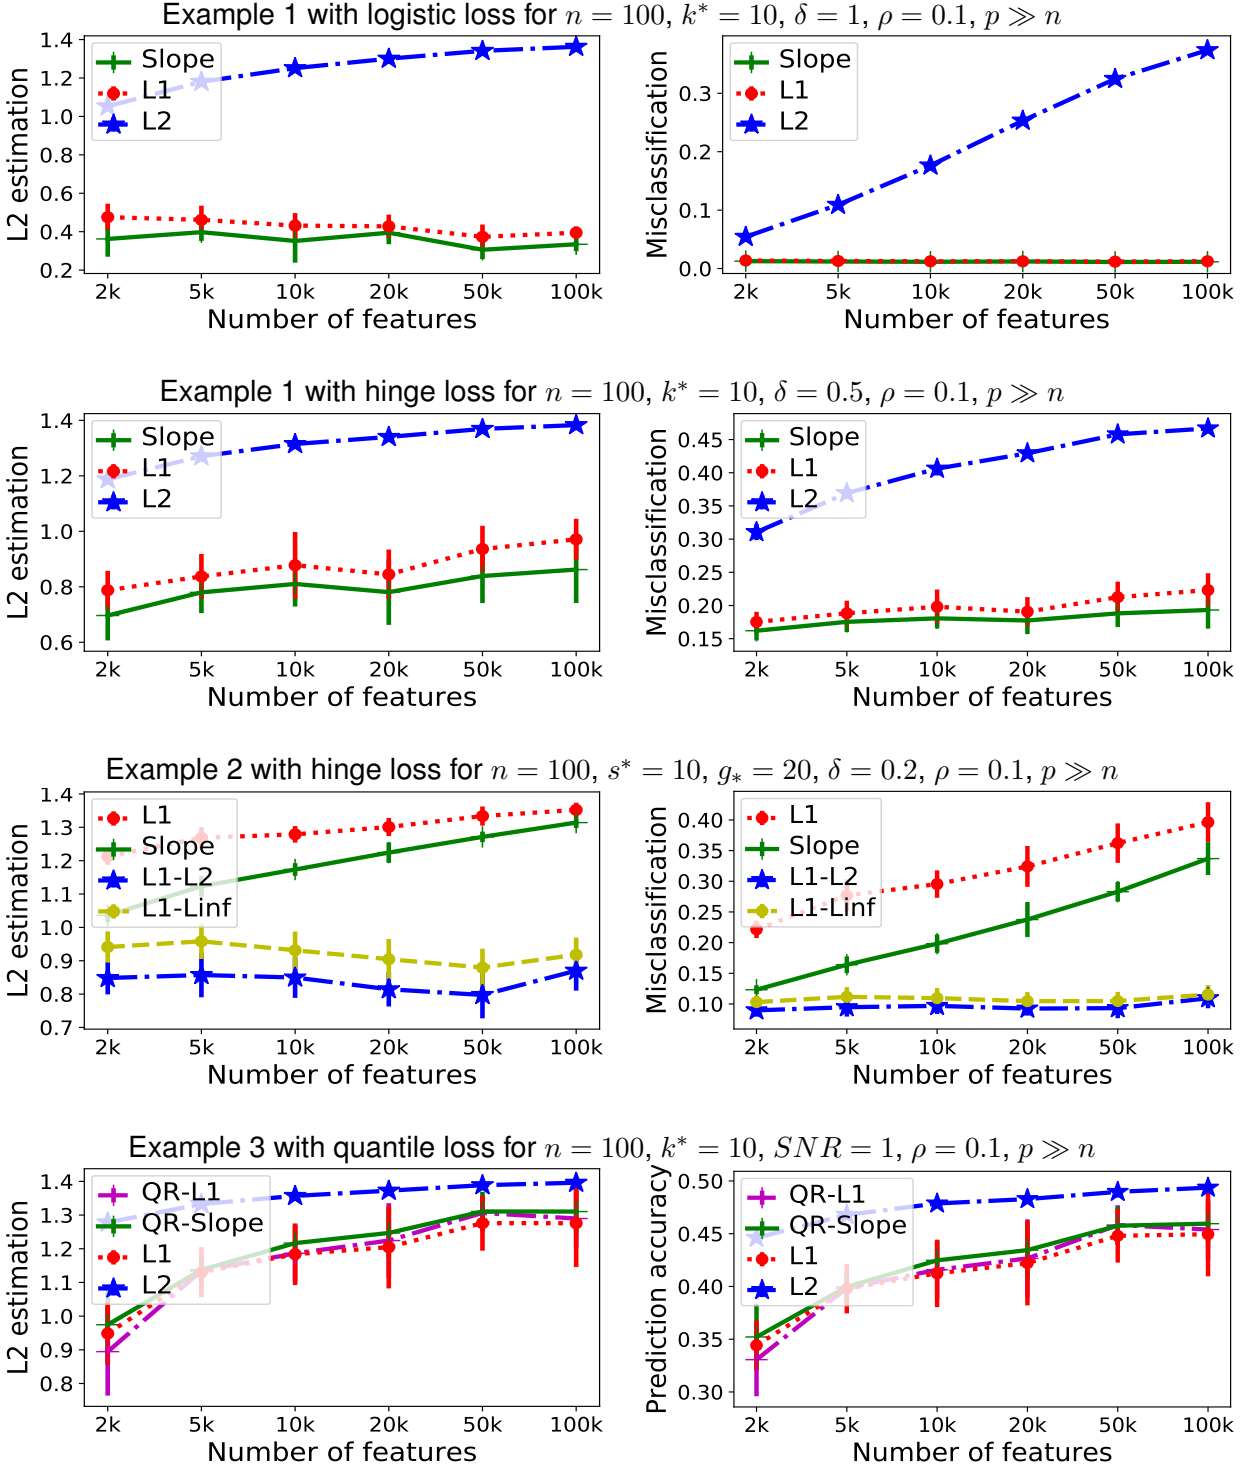 Example 1 with logistic loss for n = 100, k* = 10, δ = 1, ρ = 0.1, p ≫ n
L2 estimation
1.4
1.2
1.0
0.8
0.6
0.4
0.2
Slope
L1
L2
2k 5k 10k 20k 50k 100k
Number of features
Misclassification
0.3
0.2
0.1
0.0
Slope
L1
L2
2k 5k 10k 20k 50k 100k
Number of features
Example 1 with hinge loss for n = 100, k* = 10, δ = 0.5, ρ = 0.1, p ≫ n
L2 estimation
1.4
1.2
1.0
0.8
0.6
Slope
L1
L2
2k 5k 10k 20k 50k 100k
Number of features
Misclassification
0.45
0.40
0.35
0.30
0.25
0.20
0.15
Slope
L1
L2
2k 5k 10k 20k 50k 100k
Number of features
Example 2 with hinge loss for n = 100, s* = 10, g* = 20, δ = 0.2, ρ = 0.1, p ≫ n
L2 estimation
1.4
1.3
1.2
1.1
1.0
0.9
0.8
0.7
L1
Slope
L1-L2
L1-Linf
2k 5k 10k 20k 50k 100k
Number of features
Misclassification
0.40
0.35
0.30
0.25
0.20
0.15
0.10
L1
Slope
L1-L2
L1-Linf
2k 5k 10k 20k 50k 100k
Number of features
Example 3 with quantile loss for n = 100, k* = 10, SNR = 1, ρ = 0.1, p ≫ n
L2 estimation
1.4
1.3
1.2
1.1
1.0
0.9
0.8
QR-L1
QR-Slope
L1
L2
2k 5k 10k 20k 50k 100k
Number of features
Prediction accuracy
0.50
0.45
0.40
0.35
0.30
QR-L1
QR-Slope
L1
L2
2k 5k 10k 20k 50k 100k
Number of features